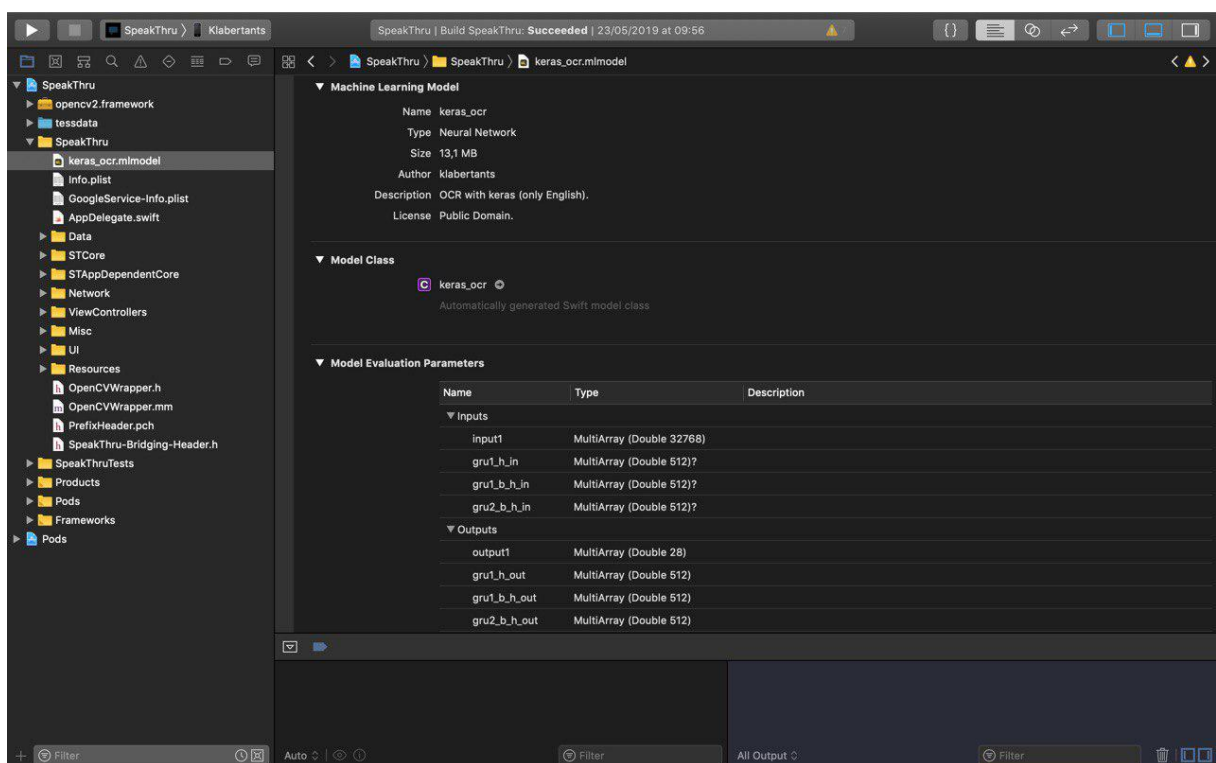 SpeakThru 〉 Klabertants
SpeakThru | Build SpeakThru: Succeeded | 23/05/2019 at 09:56
{ }
SpeakThru 〉 SpeakThru 〉 keras_ocr.mlmodel
SpeakThru
opencv2.framework
tessdata
SpeakThru
keras_ocr.mlmodel
Info.plist
GoogleService-Info.plist
AppDelegate.swift
Data
STCore
STAppDependentCore
Network
ViewControllers
Misc
UI
Resources
h OpenCVWrapper.h
m OpenCVWrapper.mm
h PrefixHeader.pch
h SpeakThru-Bridging-Header.h
SpeakThruTests
Products
Pods
Frameworks
Pods
Filter
Machine Learning Model
Name keras_ocr
Type Neural Network
Size 13,1 MB
Author klabertants
Description OCR with keras (only English).
License Public Domain.
Model Class
C keras_ocr
Automatically generated Swift model class
Model Evaluation Parameters
Name Type Description
Inputs
input1 MultiArray (Double 32768)
gru1_h_in MultiArray (Double 512)?
gru1_b_h_in MultiArray (Double 512)?
gru2_b_h_in MultiArray (Double 512)?
Outputs
output1 MultiArray (Double 28)
gru1_h_out MultiArray (Double 512)
gru1_b_h_out MultiArray (Double 512)
gru2_b_h_out MultiArray (Double 512)
Auto Filter All Output Filter